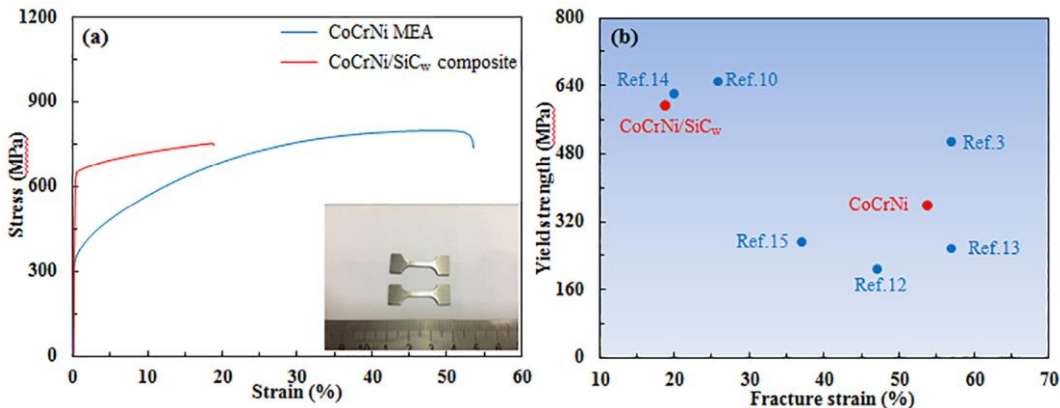 (a)
CoCrNi MEA
CoCrNi/SiCw composite
Stress (MPa)
1200
900
600
300
0
0 10 20 30 40 50 60
Strain (%)
(b)
Yield strength (MPa)
800
640
480
320
160
0
Ref.14
Ref.10
CoCrNi/SiCw
Ref.3
CoCrNi
Ref.15
Ref.13
Ref.12
10 20 30 40 50 60 70
Fracture strain (%)